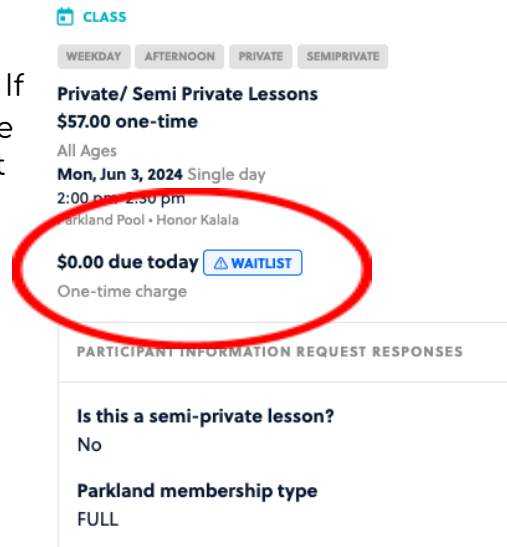 CLASS
WEEKDAY AFTERNOON PRIVATE SEMIPRIVATE
If
Private/ Semi Private Lessons
e
$57.00 one-time
t
All Ages
Mon, Jun 3, 2024 Single day
2:00 pm-2:30 pm
Parkland Pool • Honor Kalala
$0.00 due today WAITLIST
One-time charge
PARTICIPANT INFORMATION REQUEST RESPONSES
Is this a semi-private lesson?
No
Parkland membership type
FULL